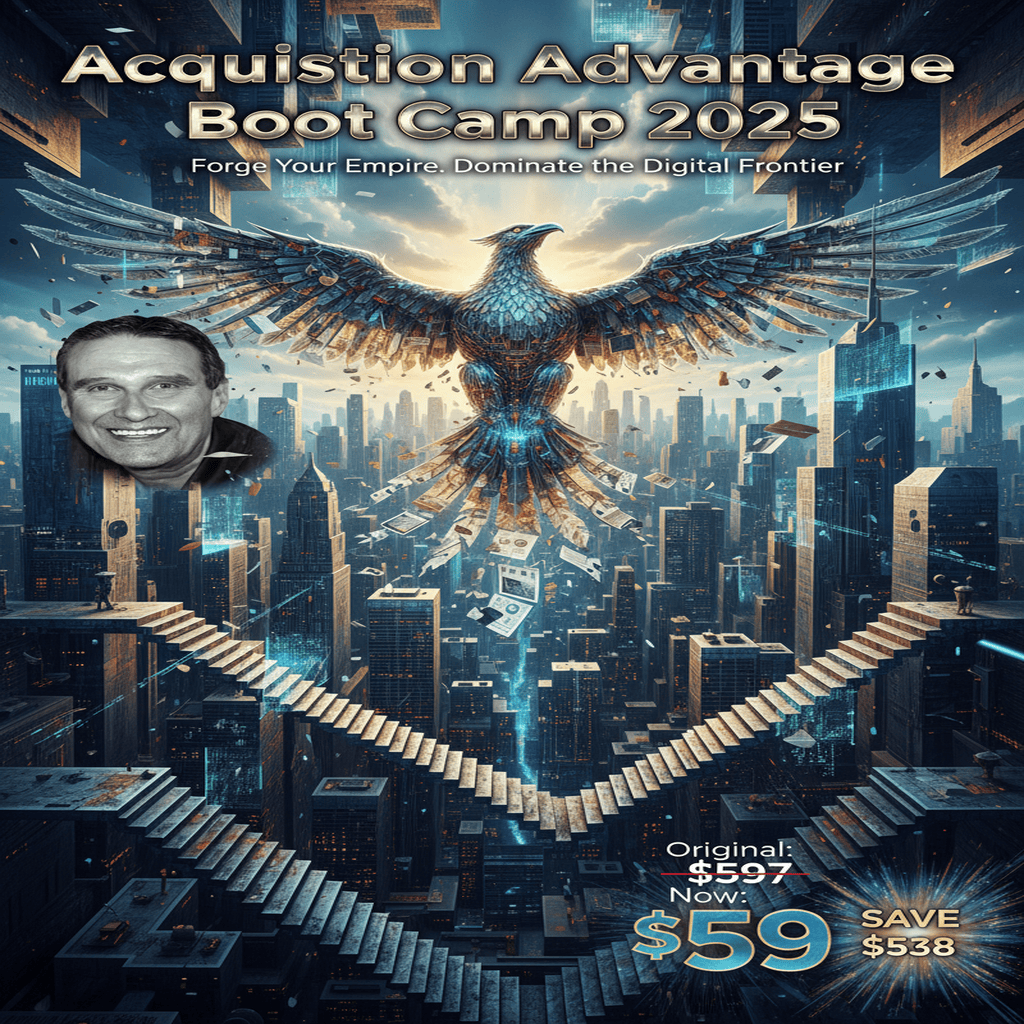 Acquistion Advantage
Boot Camp 2025
Forge Your Empire. Dominate the Digital Frontier
Original:
$597
Now:
$59
SAVE
$538